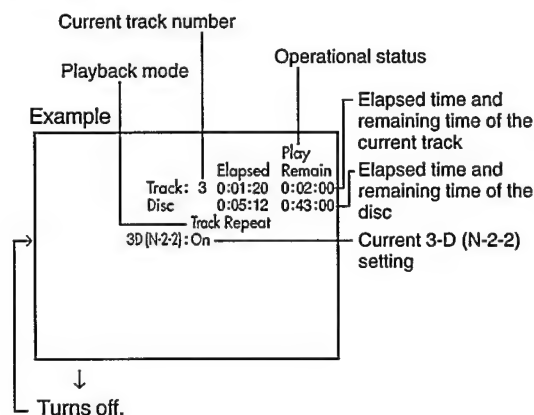 Current track number
Operational status
Playback mode
Example
Elapsed time and
remaining time of the
current track
Play
Elapsed Remain
Track: 3 0:01:20 0:02:00
Disc 0:05:12 0:43:00
Elapsed time and
remaining time of the
disc
Track Repeat
3D (N-2-2): On
Current 3-D (N-2-2)
setting
↓
Turns off.